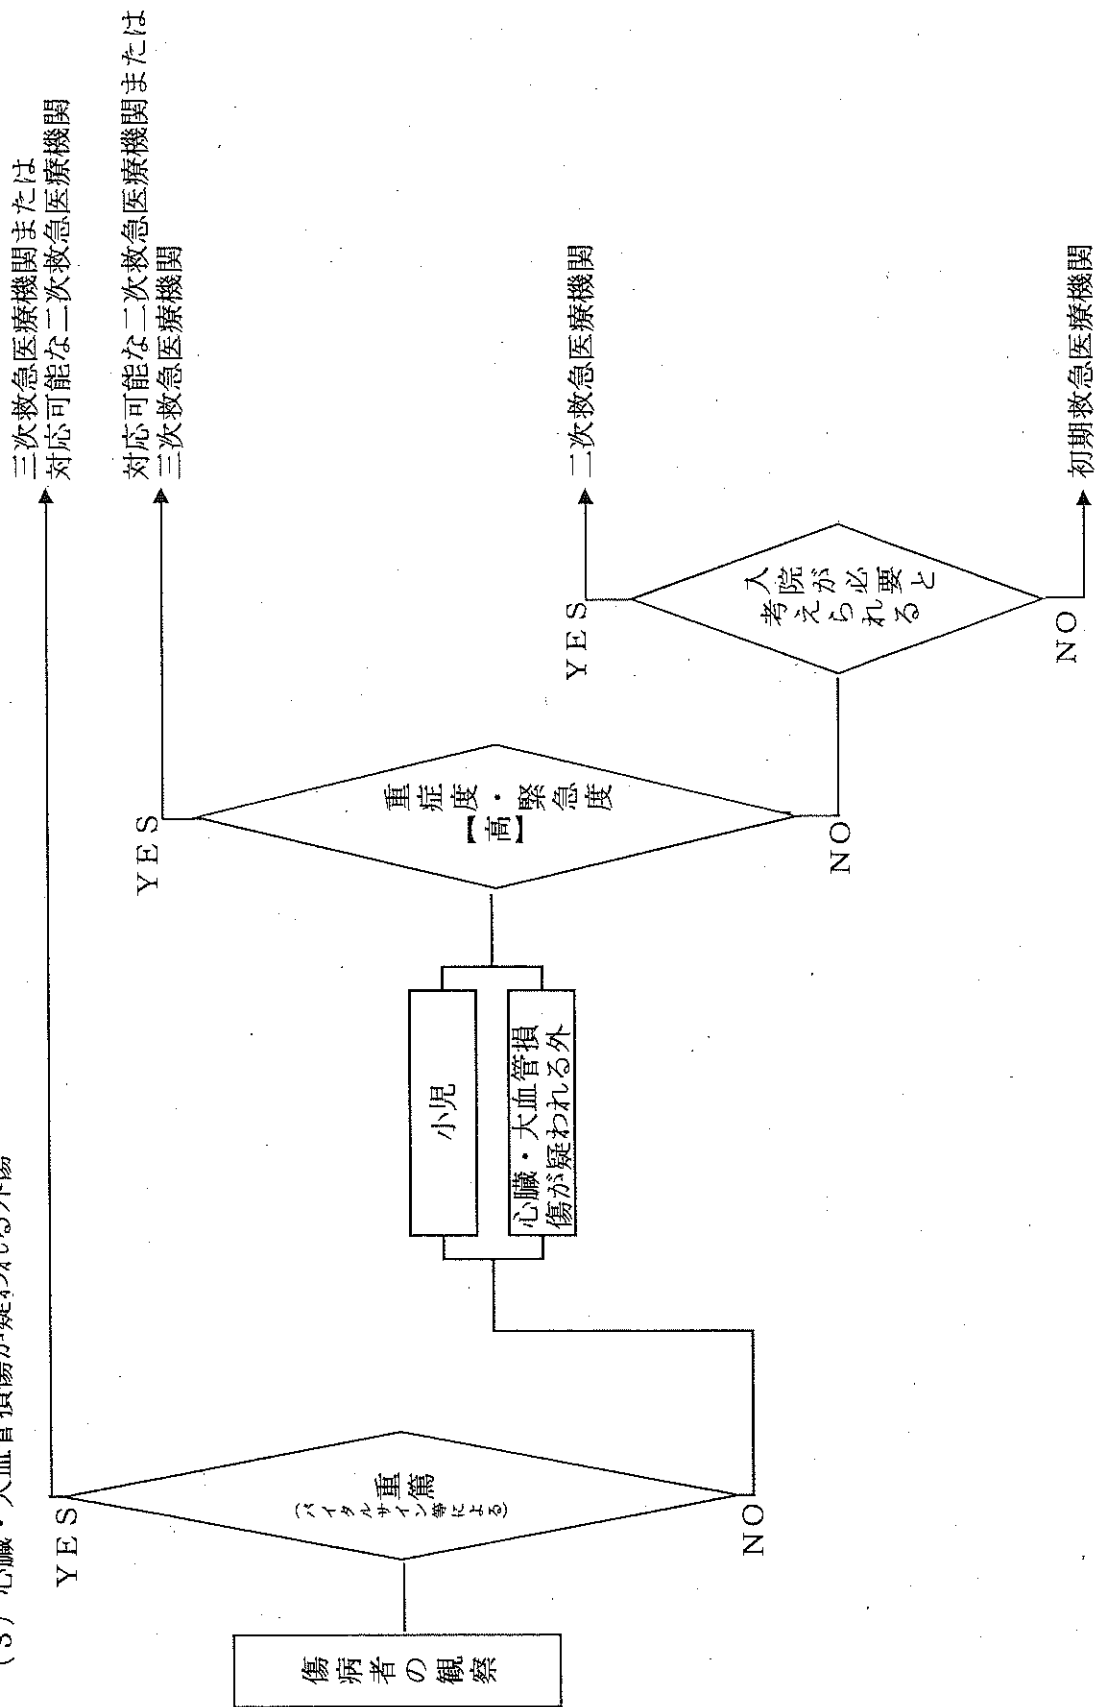 (3) 心臓・大血管損傷が疑われる外傷
傷病者の
観察
重篤
(バイタルサイン等による)
YES
三次救急医療機関または
対応可能な二次救急医療機関
NO
小児
心臓・大血管損
傷が疑われる外
重症度・緊急度
【高】
YES
対応可能な二次救急医療機関または
三次救急医療機関
NO
入院が必要と
考えられる
YES
二次救急医療機関
NO
初期救急医療機関